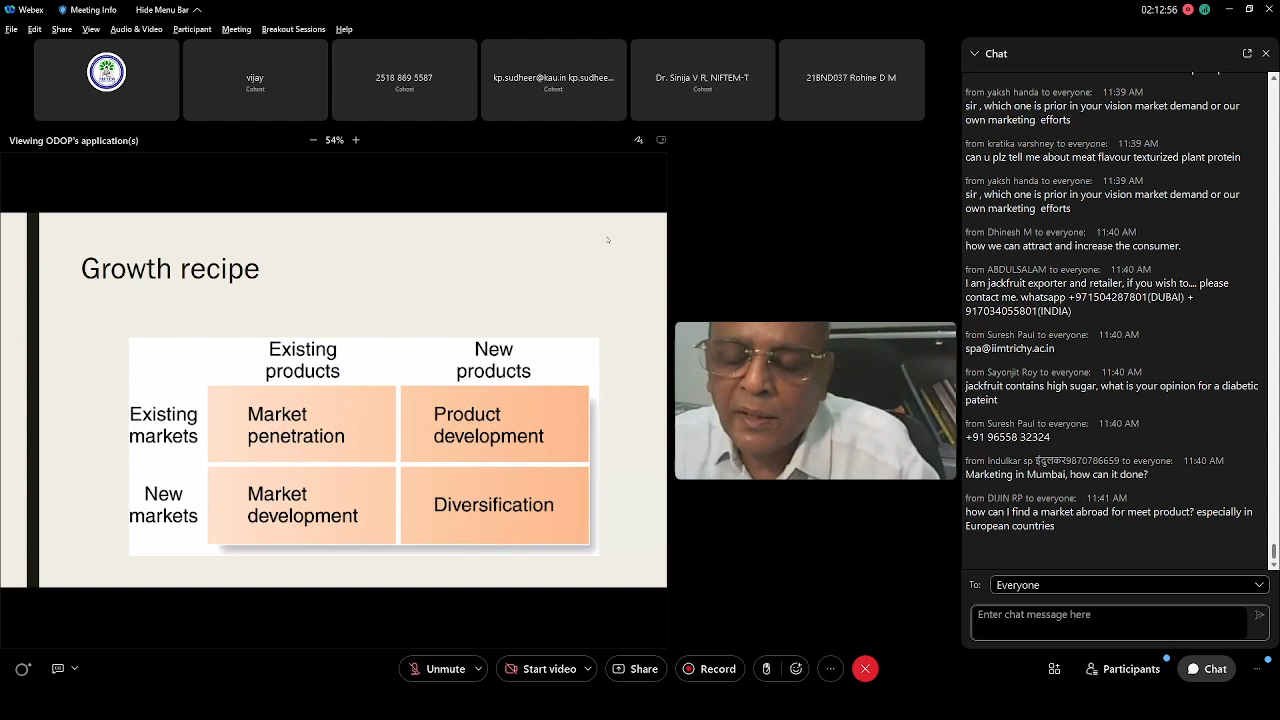 Webex
Meeting Info
Hide Menu Bar
02:12:56
File Edit Share View Audio & Video Participant Meeting Breakout Sessions Help
vijay
Cohost
2518 869 5587
Cohost
kp.sudheer@kau.in kp.sudhee...
Cohost
Dr. Sinija V R, NIFTEM-T
Cohost
21BND037 Rohine D M
Viewing ODOP's application(s)
54%
Growth recipe
Existing
products
New
products
Existing
markets
Market
penetration
Product
development
New
markets
Market
development
Diversification
Chat
from yaksh handa to everyone: 11:39 AM
sir , which one is prior in your vision market demand or our
own marketing efforts
from kratika varshney to everyone: 11:39 AM
can u plz tell me about meat flavour texturized plant protein
from yaksh handa to everyone: 11:39 AM
sir , which one is prior in your vision market demand or our
own marketing efforts
from Dhinesh M to everyone: 11:40 AM
how we can attract and increase the consumer.
from ABDULSALAM to everyone: 11:40 AM
I am jackfruit exporter and retailer, if you wish to.... please
contact me. whatsapp +971504287801(DUBAI) +
917034055801(INDIA)
from Suresh Paul to everyone: 11:40 AM
spa@iimtrichy.ac.in
from Sayonjit Roy to everyone: 11:40 AM
jackfruit contains high sugar, what is your opinion for a diabetic
pateint
from Suresh Paul to everyone: 11:40 AM
+91 96558 32324
from Indulkar sp इंदुलकर9870786659 to everyone: 11:40 AM
Marketing in Mumbai, how can it done?
from DIJIN RP to everyone: 11:41 AM
how can I find a market abroad for meet product? especially in
European countries
To: Everyone
Enter chat message here
Unmute
Start video
Share
Record
Participants
Chat